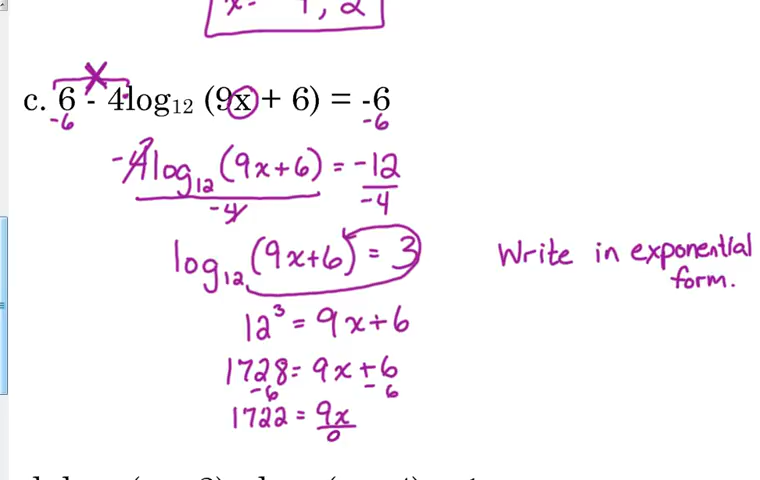 c. 6 - 4log₁₂ (9x + 6) = -6
-6 -6
-4log₁₂ (9x+6) = -12
-4 -4
log₁₂ (9x+6) = 3 Write in exponential
form.
12³ = 9x+6
1728 = 9x+6
-6 -6
1722 = 9x